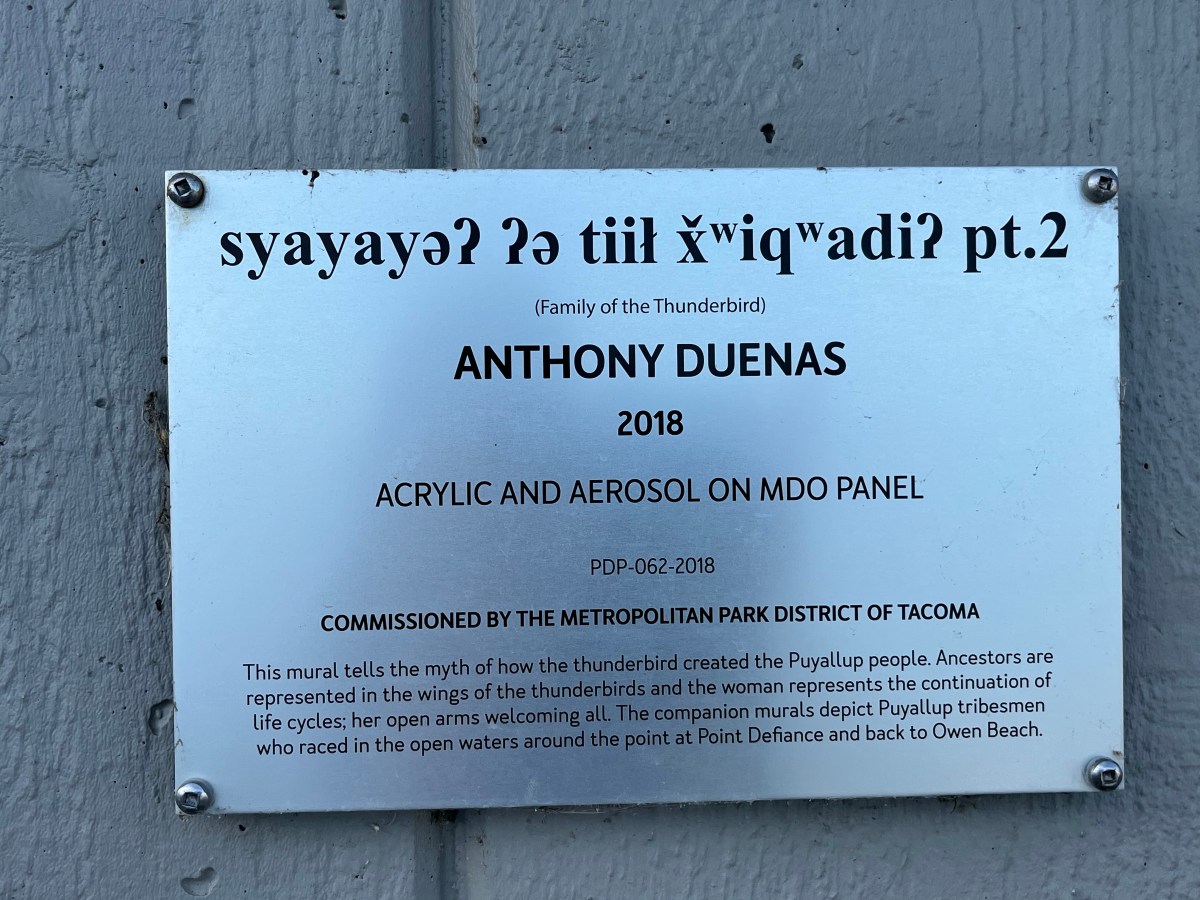 syayayəʔ ʔə tiił x̌ʷiqʷadiʔ pt.2
(Family of the Thunderbird)
ANTHONY DUENAS
2018
ACRYLIC AND AEROSOL ON MDO PANEL
PDP-062-2018
COMMISSIONED BY THE METROPOLITAN PARK DISTRICT OF TACOMA
This mural tells the myth of how the thunderbird created the Puyallup people. Ancestors are
represented in the wings of the thunderbirds and the woman represents the continuation of
life cycles; her open arms welcoming all. The companion murals depict Puyallup tribesmen
who raced in the open waters around the point at Point Defiance and back to Owen Beach.